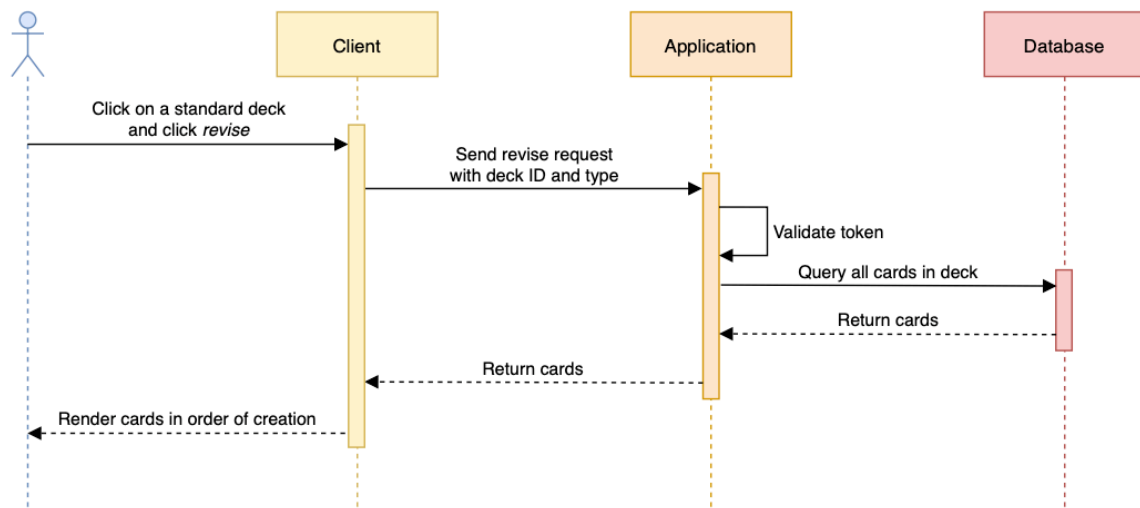 Client
Application
Database
Click on a standard deck
and click revise
Send revise request
with deck ID and type
Validate token
Query all cards in deck
Return cards
Return cards
Render cards in order of creation